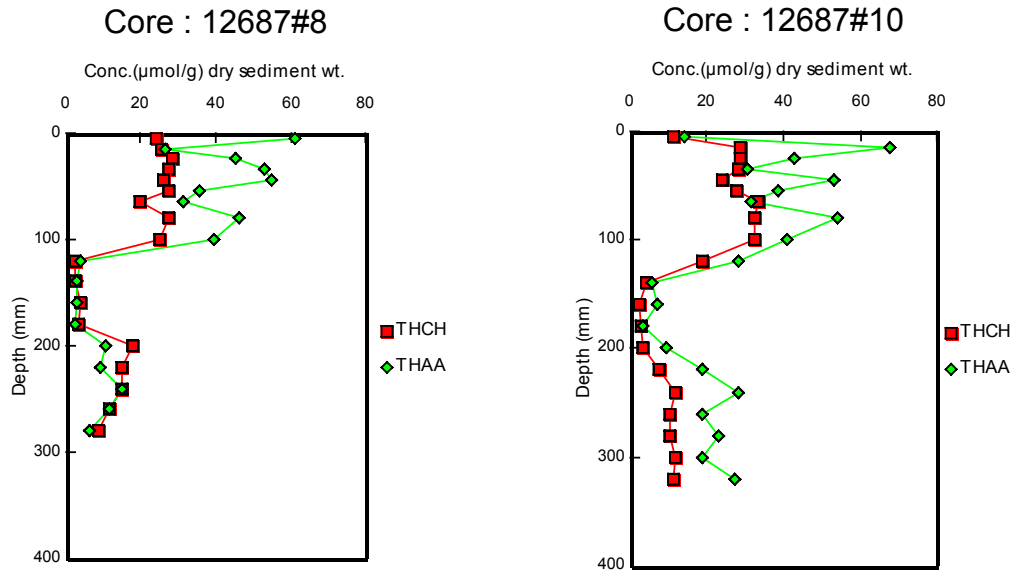 Core : 12687#8
Conc.(µmol/g) dry sediment wt.
0 20 40 60 80
0
100
200
300
400
Depth (mm)
THCH
THAA
Core : 12687#10
Conc.(µmol/g) dry sediment wt.
0 20 40 60 80
0
100
200
300
400
Depth (mm)
THCH
THAA